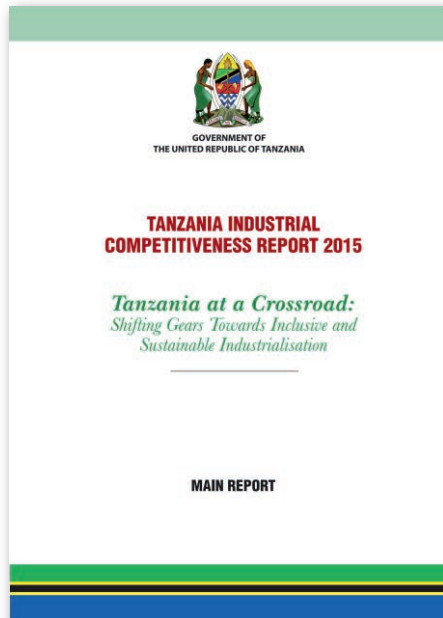 GOVERNMENT OF
THE UNITED REPUBLIC OF TANZANIA
TANZANIA INDUSTRIAL
COMPETITIVENESS REPORT 2015
Tanzania at a Crossroad:
Shifting Gears Towards Inclusive and
Sustainable Industrialisation
MAIN REPORT